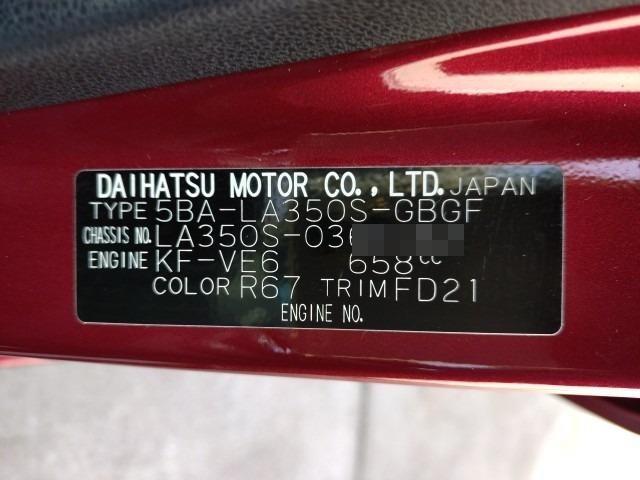 DAIHATSU MOTOR CO., LTD. JAPAN
TYPE 5BA-LA350S-GBGF
CHASSIS NO. LA350S-03
ENGINE KF-VE6 658cc
COLOR R67 TRIM FD21
ENGINE NO.